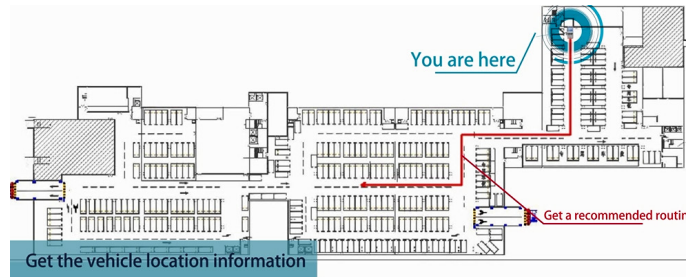 You are here
Get a recommended routin
Get the vehicle location information